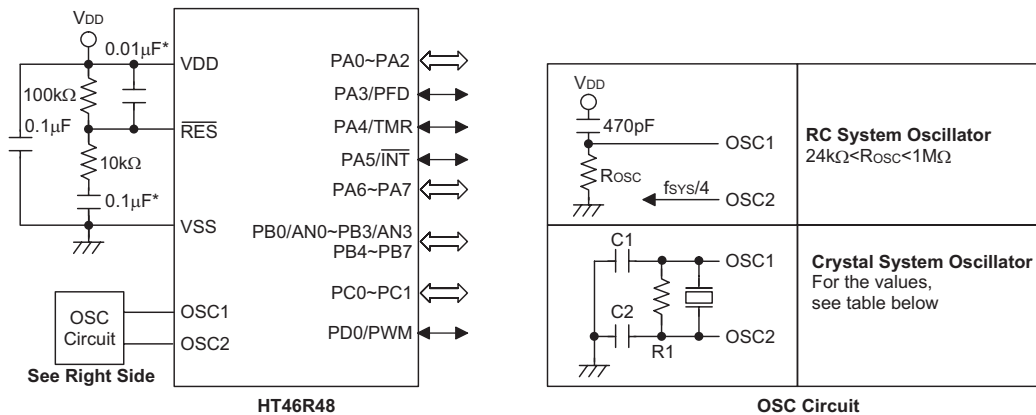 VDD
0.01μF*
VDD
100kΩ
0.1μF
RES
10kΩ
0.1μF*
VSS
OSC
Circuit
OSC1
OSC2
See Right Side
PA0~PA2
PA3/PFD
PA4/TMR
PA5/INT
PA6~PA7
PB0/AN0~PB3/AN3
PB4~PB7
PC0~PC1
PD0/PWM
HT46R48
VDD
470pF
OSC1
ROSC
fSYS/4
OSC2
RC System Oscillator
24kΩ<ROSC<1MΩ
C1
OSC1
C2
R1
OSC2
Crystal System Oscillator
For the values,
see table below
OSC Circuit